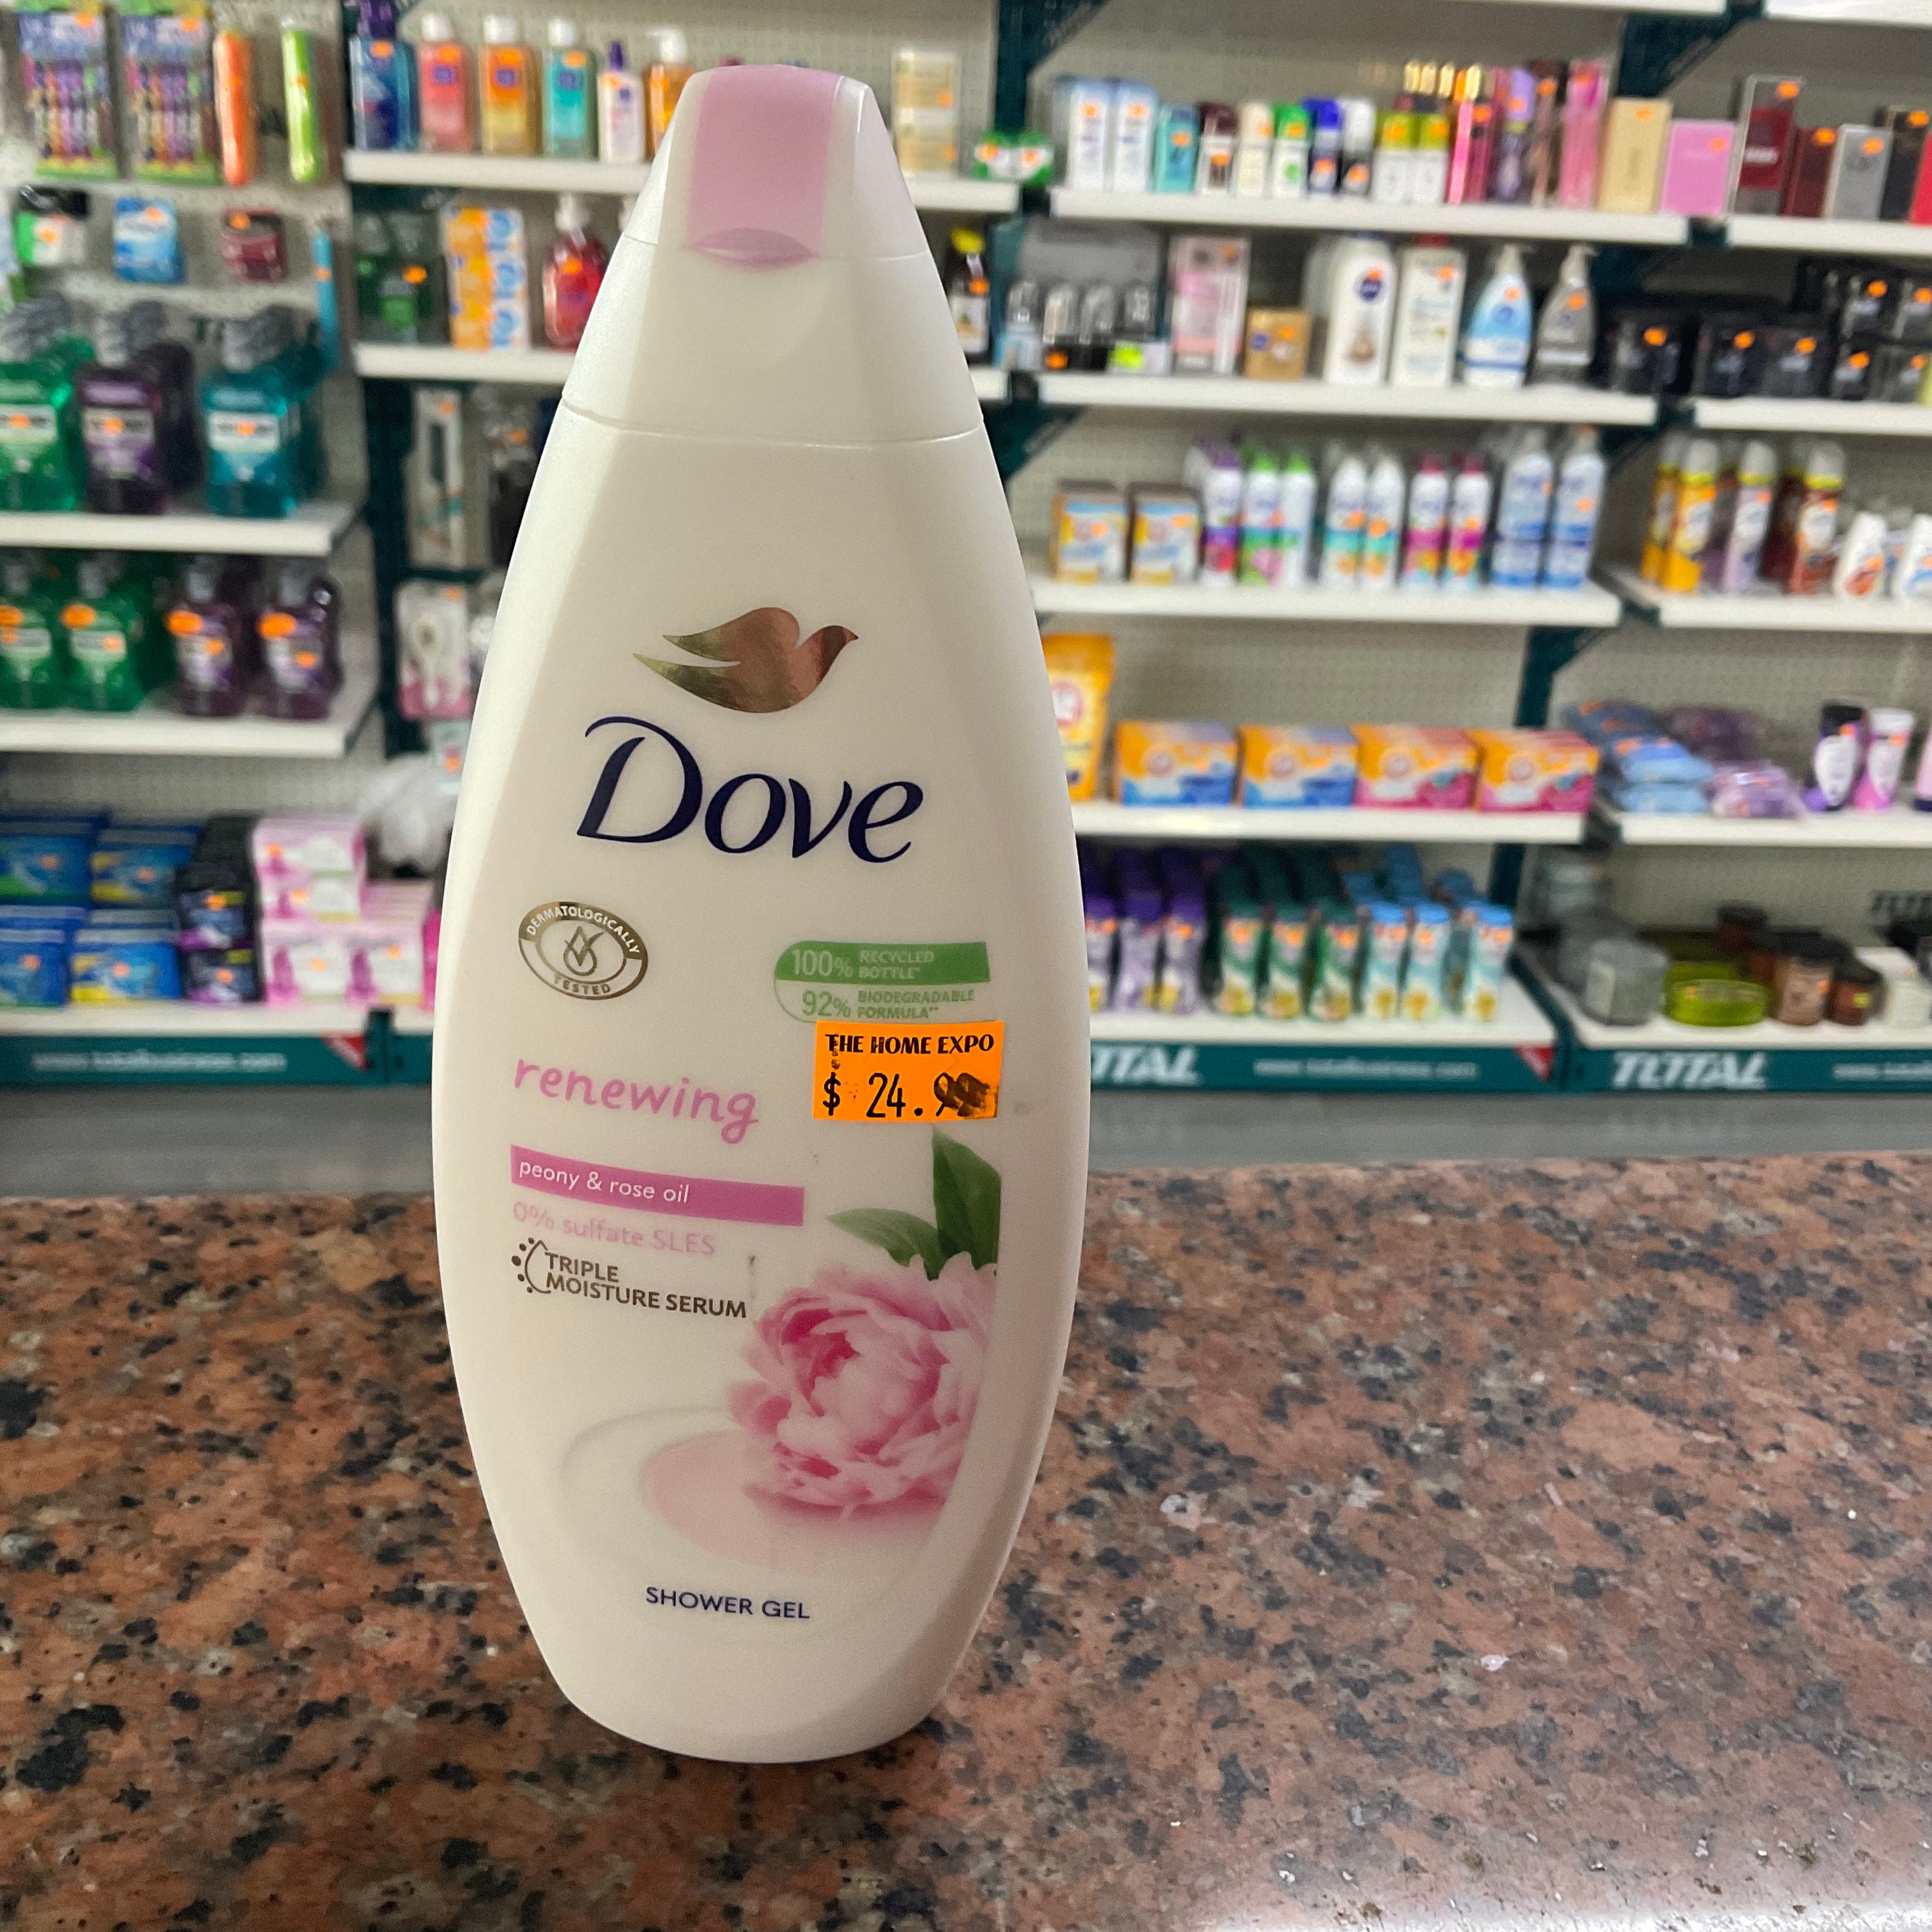 Dove
DERMATOLOGICALLY
TESTED
100% RECYCLED
BOTTLE*
92% BIODEGRADABLE
FORMULA**
THE HOME EXPO
$ 24.99
renewing
peony & rose oil
0% sulfate SLES
TRIPLE
MOISTURE SERUM
SHOWER GEL
TOTAL
TOTAL